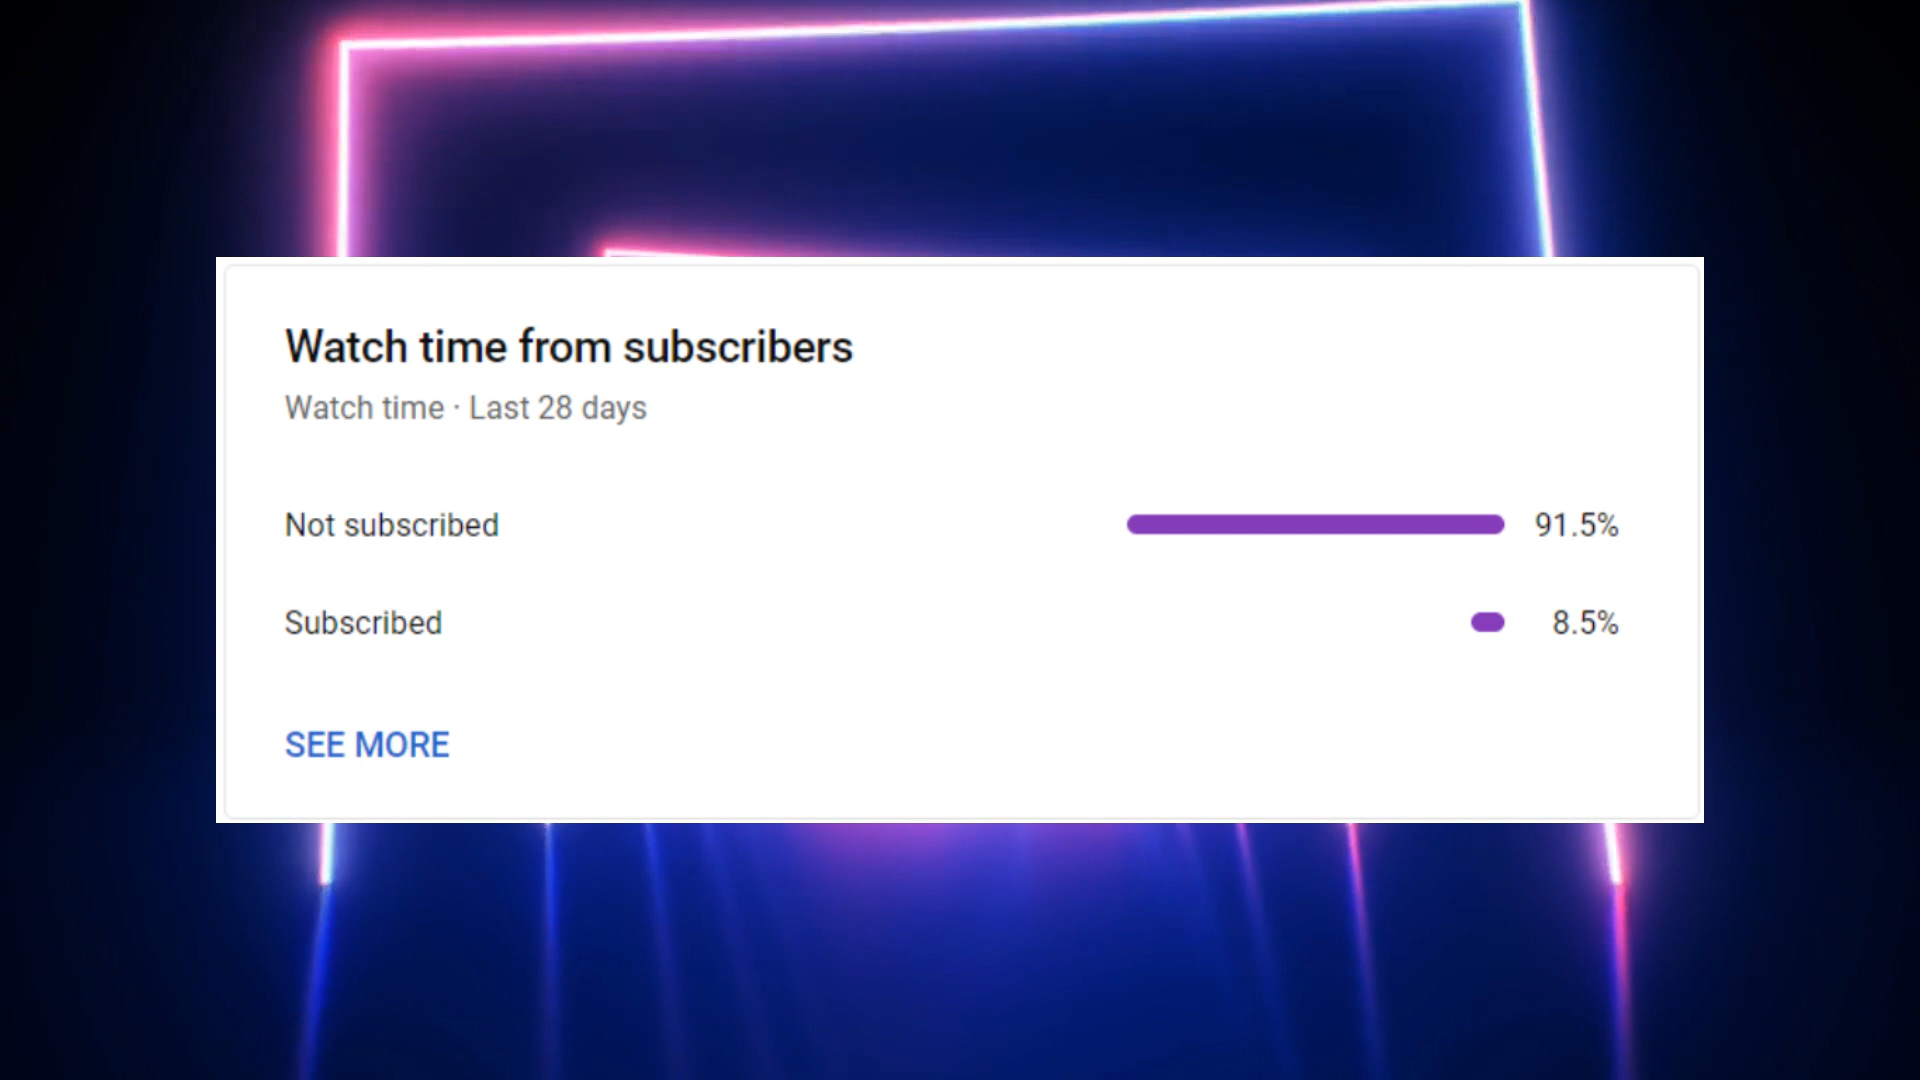 Watch time from subscribers
Watch time · Last 28 days
Not subscribed 91.5%
Subscribed 8.5%
SEE MORE